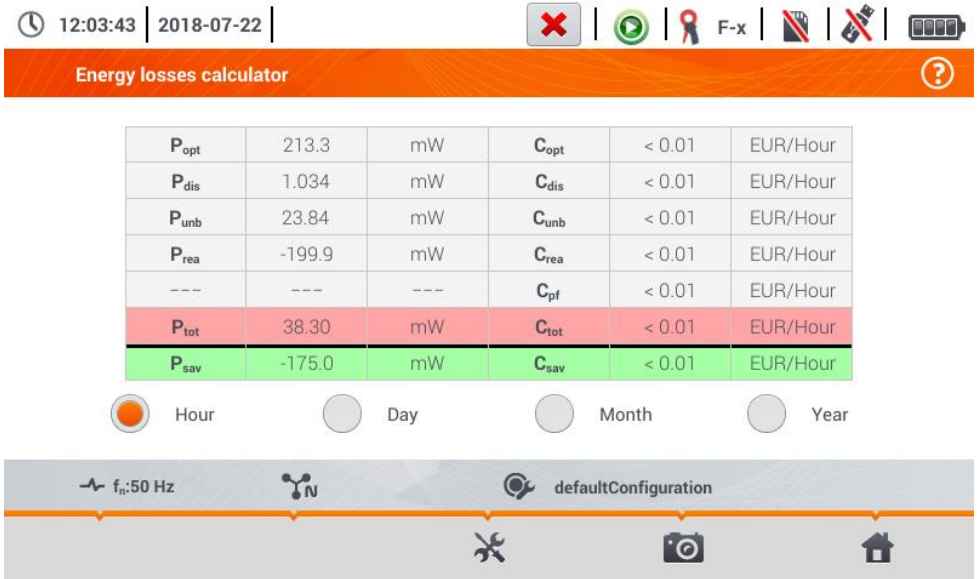 12:03:43 2018-07-22 F-x
Energy losses calculator ?
Popt 213.3 mW Copt < 0.01 EUR/Hour
Pdis 1.034 mW Cdis < 0.01 EUR/Hour
Punb 23.84 mW Cunb < 0.01 EUR/Hour
Prea -199.9 mW Crea < 0.01 EUR/Hour
--- --- --- Cpf < 0.01 EUR/Hour
Ptot 38.30 mW Ctot < 0.01 EUR/Hour
Psav -175.0 mW Csav < 0.01 EUR/Hour
Hour Day Month Year
fn:50 Hz N defaultConfiguration